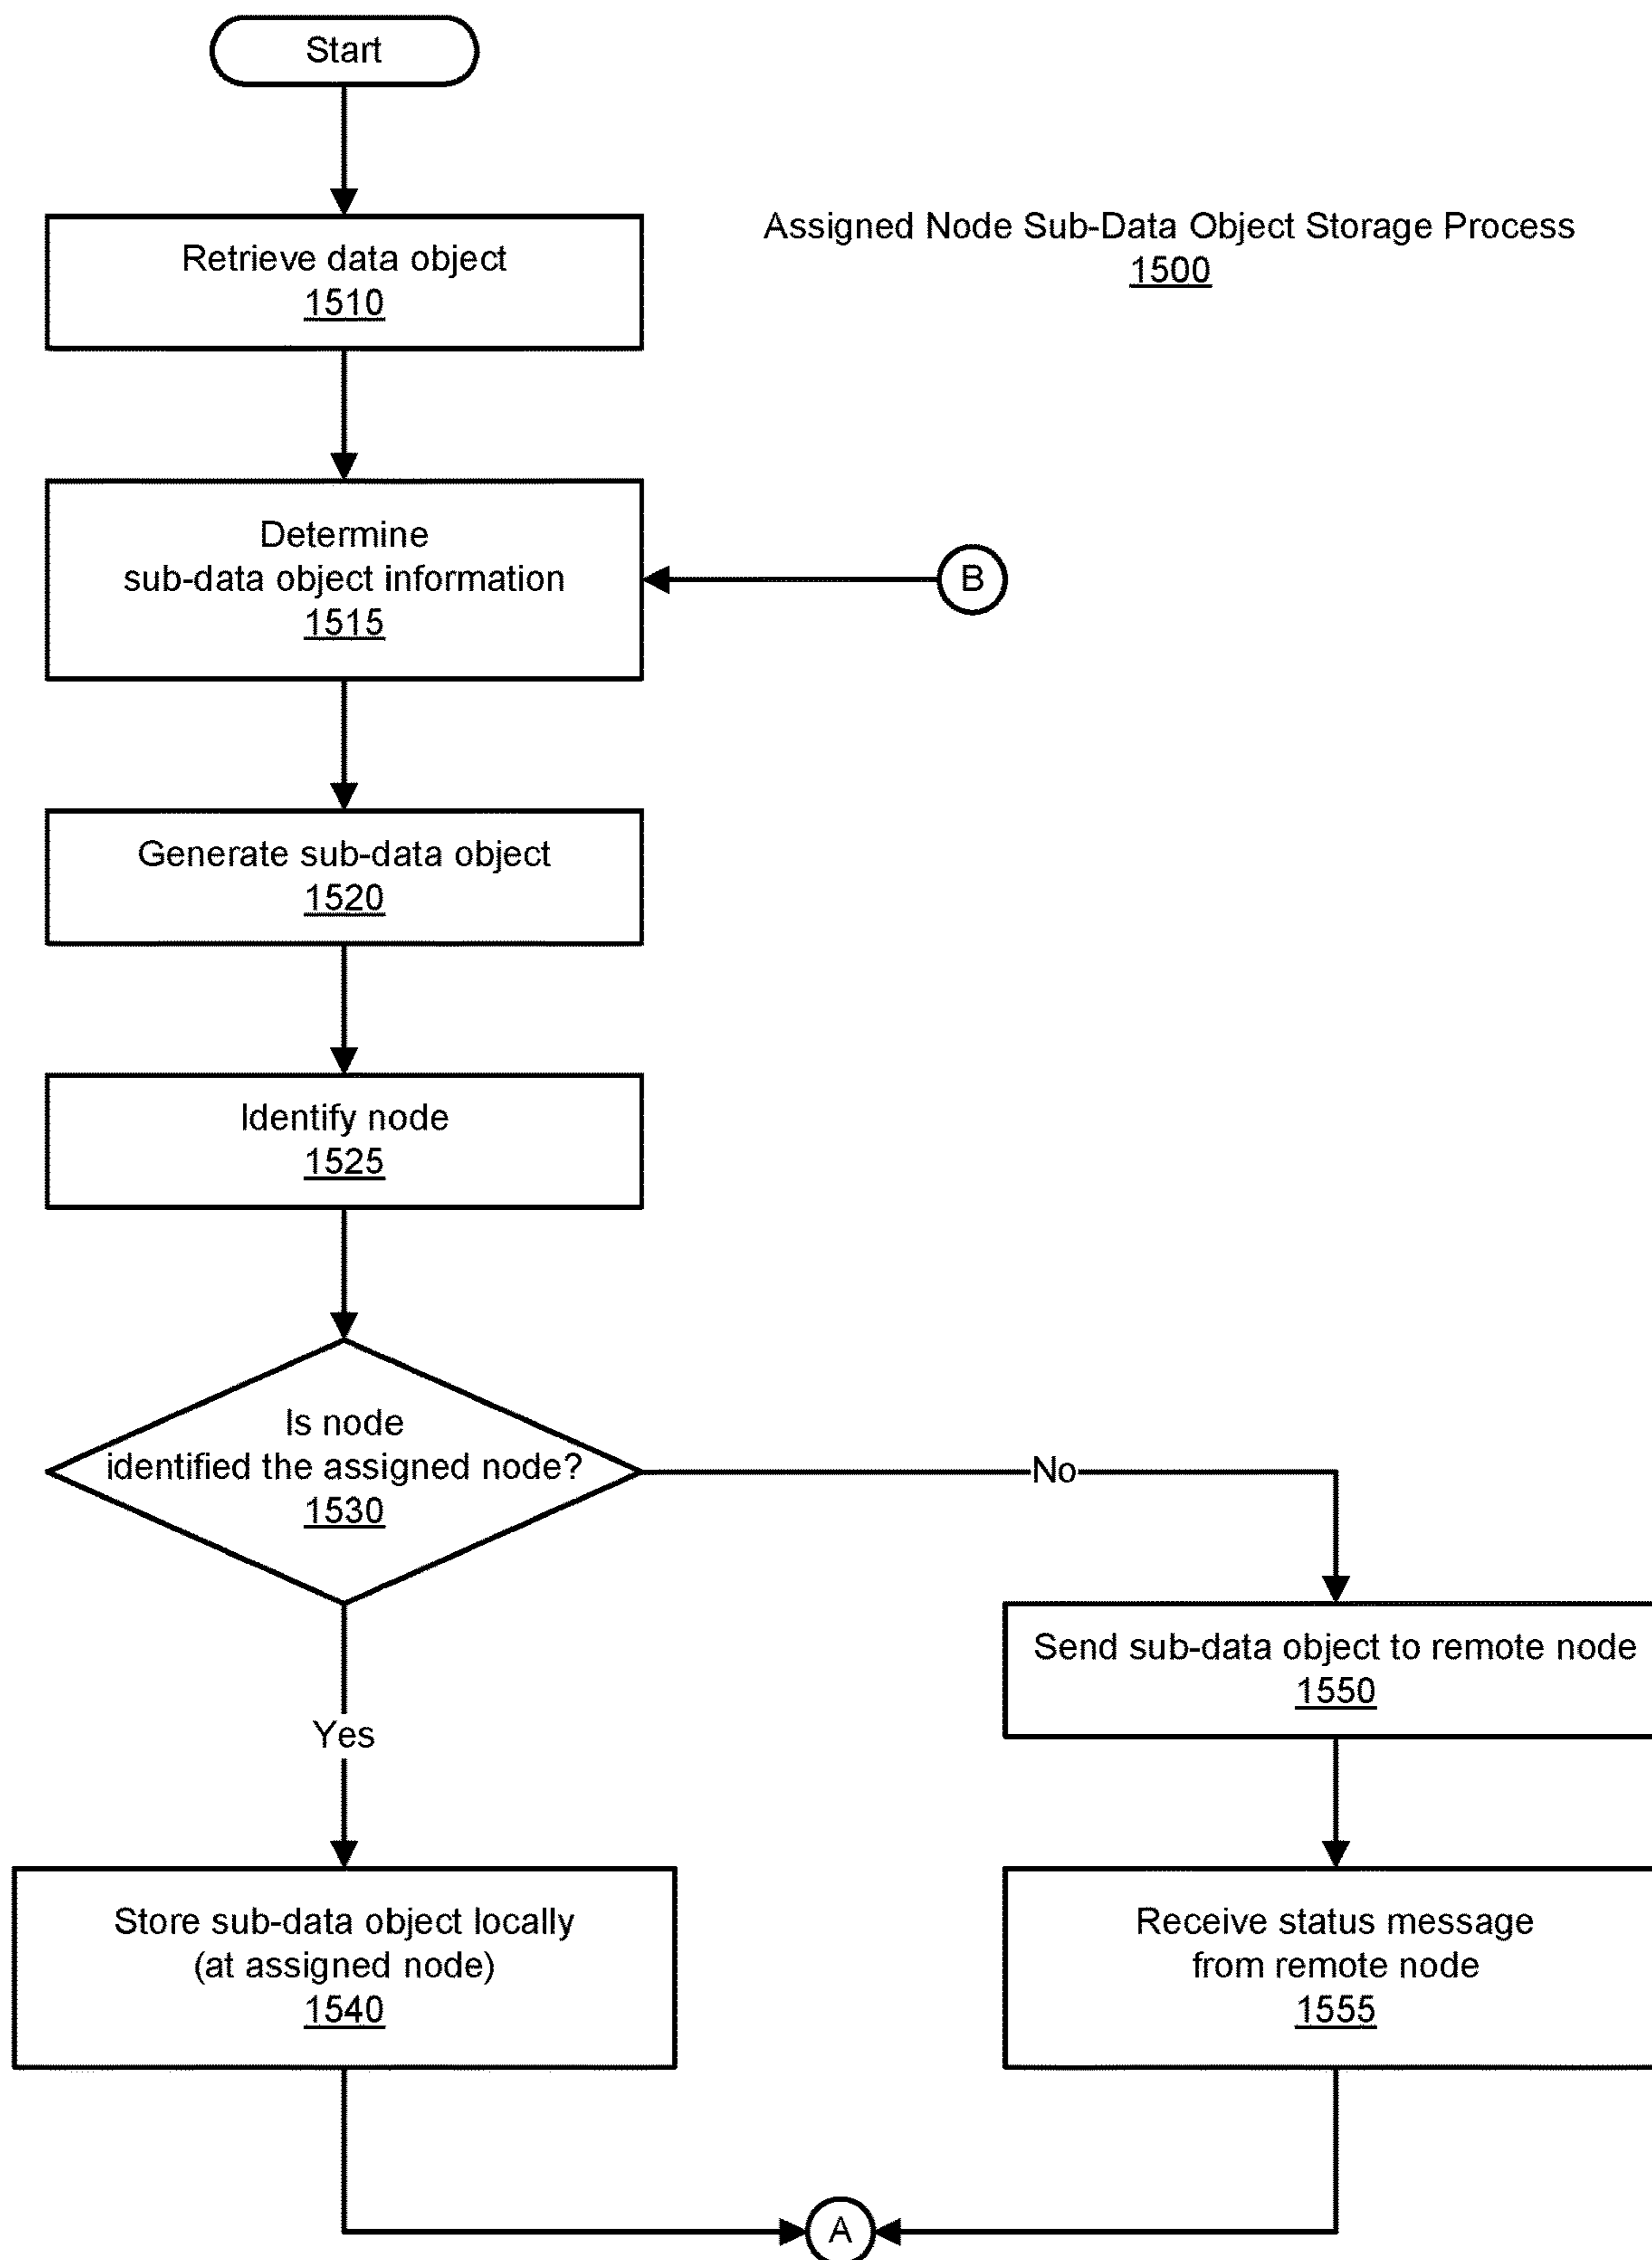 Start
Retrieve data object
1510
Assigned Node Sub-Data Object Storage Process
1500
Determine
sub-data object information
1515
B
Generate sub-data object
1520
Identify node
1525
Is node
identified the assigned node?
1530
No
Send sub-data object to remote node
1550
Yes
Store sub-data object locally
(at assigned node)
1540
Receive status message
from remote node
1555
A